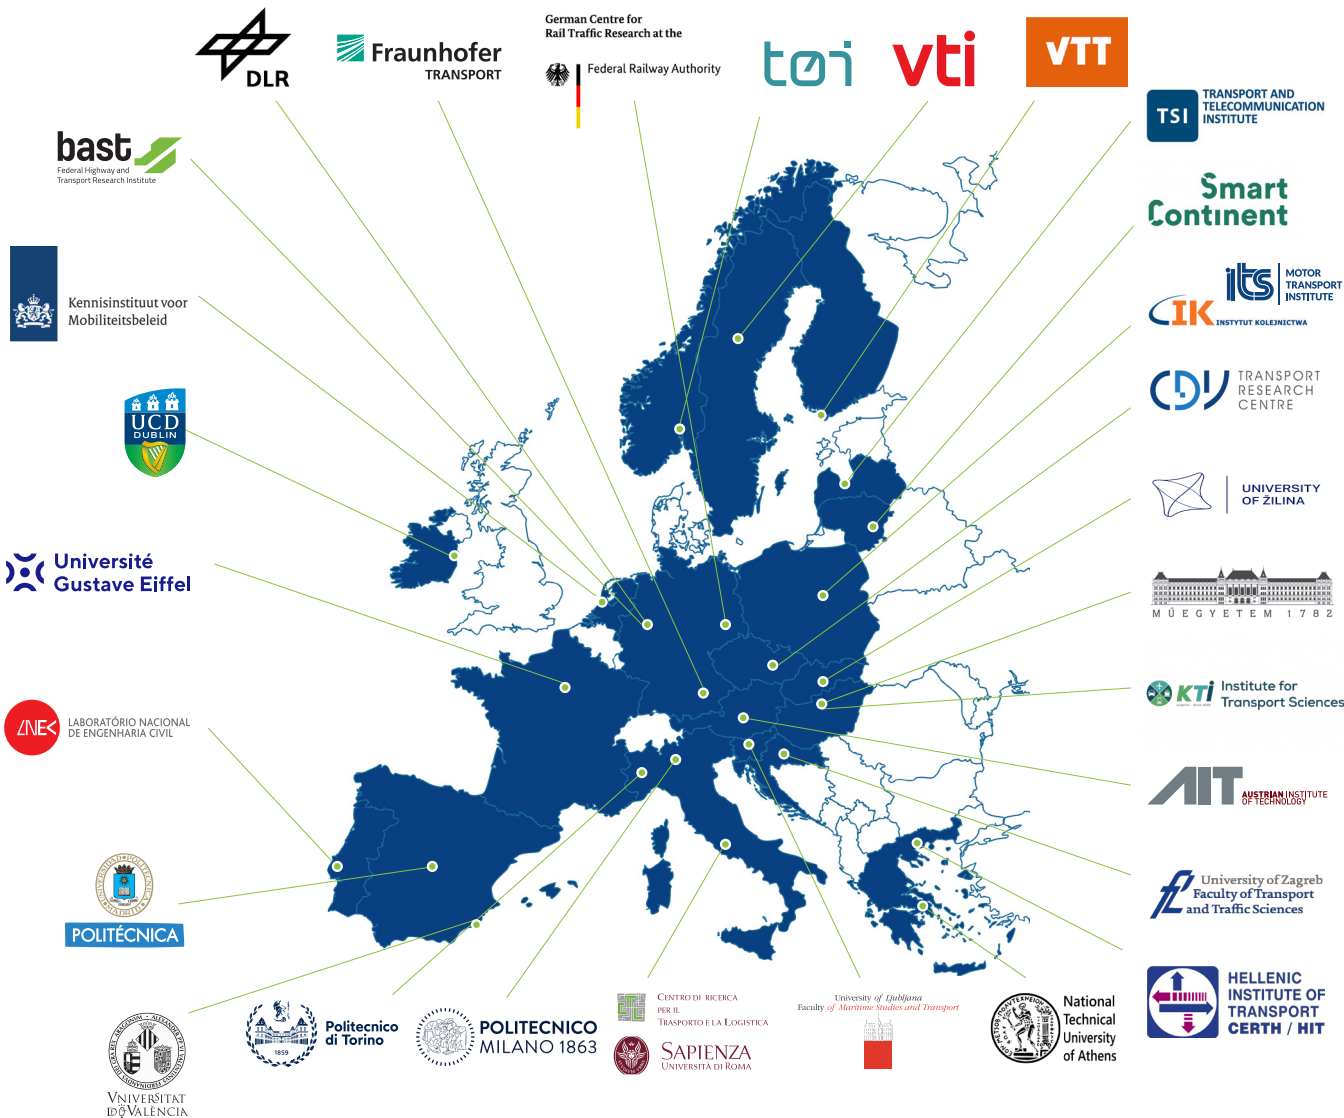 German Centre for
Rail Traffic Research at the
Federal Railway Authority
DLR
Fraunhofer
TRANSPORT
tøi
vti
VTT
TSI
TRANSPORT AND
TELECOMMUNICATION
INSTITUTE
bast
Federal Highway and
Transport Research Institute
Smart
Continent
its
MOTOR
TRANSPORT
INSTITUTE
IK
INSTYTUT KOLEJNICTWA
Kennisinstituut voor
Mobiliteitsbeleid
CDV
TRANSPORT
RESEARCH
CENTRE
UCD
DUBLIN
UNIVERSITY
OF ŽILINA
Université
Gustave Eiffel
MŰEGYETEM 1782
KTI
Institute for
Transport Sciences
LNEC
LABORATÓRIO NACIONAL
DE ENGENHARIA CIVIL
AIT
AUSTRIAN INSTITUTE
OF TECHNOLOGY
UNIVERSIDAD POLITÉCNICA
MADRID
POLITÉCNICA
University of Zagreb
Faculty of Transport
and Traffic Sciences
HELLENIC
INSTITUTE OF
TRANSPORT
CERTH / HIT
VNIVERSITAT
DÖVALÈNCIA
1859
Politecnico
di Torino
POLITECNICO
MILANO 1863
CENTRO DI RICERCA
PER IL
TRASPORTO E LA LOGISTICA
SAPIENZA
UNIVERSITÀ DI ROMA
University of Ljubljana
Faculty of Maritime Studies and Transport
National
Technical
University
of Athens